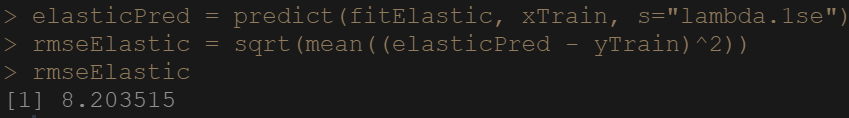 > elasticPred = predict(fitElastic, xTrain, s="lambda.1se")
> rmseElastic = sqrt(mean((elasticPred - yTrain)^2))
> rmseElastic
[1] 8.203515